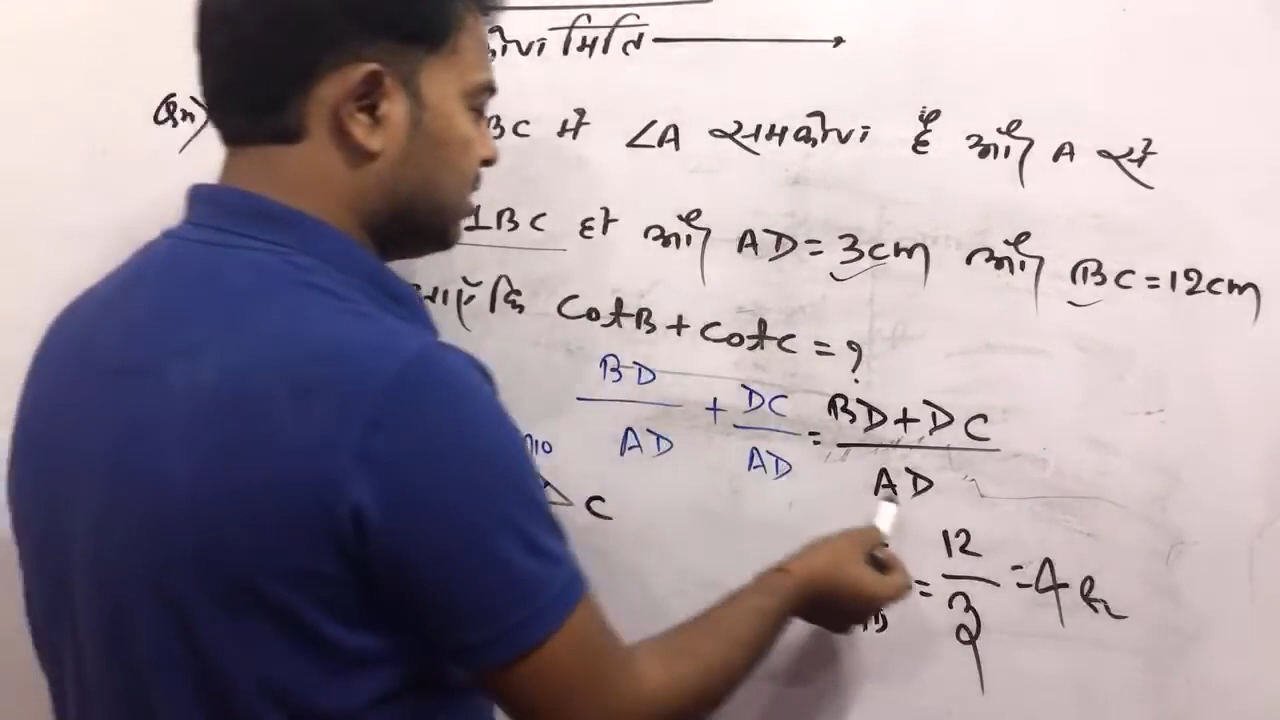 मिति →
Qn) BC में ∠A समकोण है और A से
⊥BC हो और AD = 3cm और BC = 12cm
कि CotB + CotC = ?
BD/AD + DC/AD = BD + DC/AD
C
= 12/3 = 4